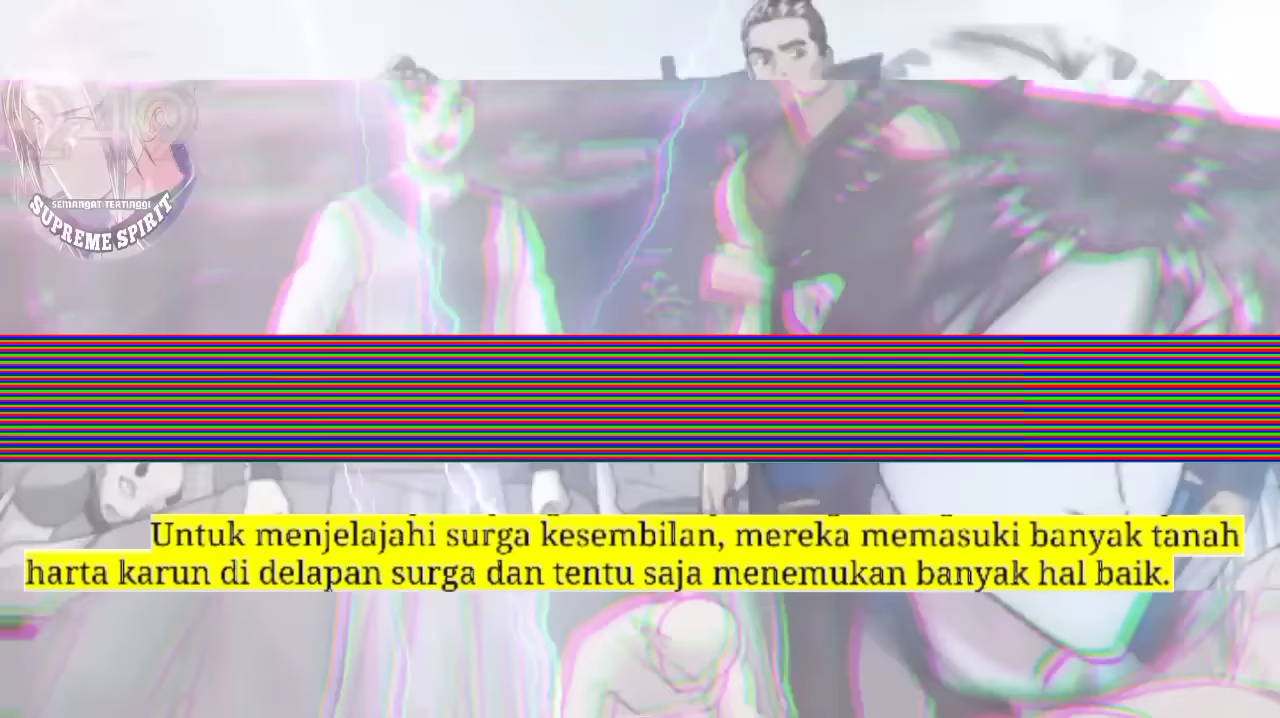 SEMANGAT TERTINGGI
SUPREME SPIRIT
Untuk menjelajahi surga kesembilan, mereka memasuki banyak tanah
harta karun di delapan surga dan tentu saja menemukan banyak hal baik.